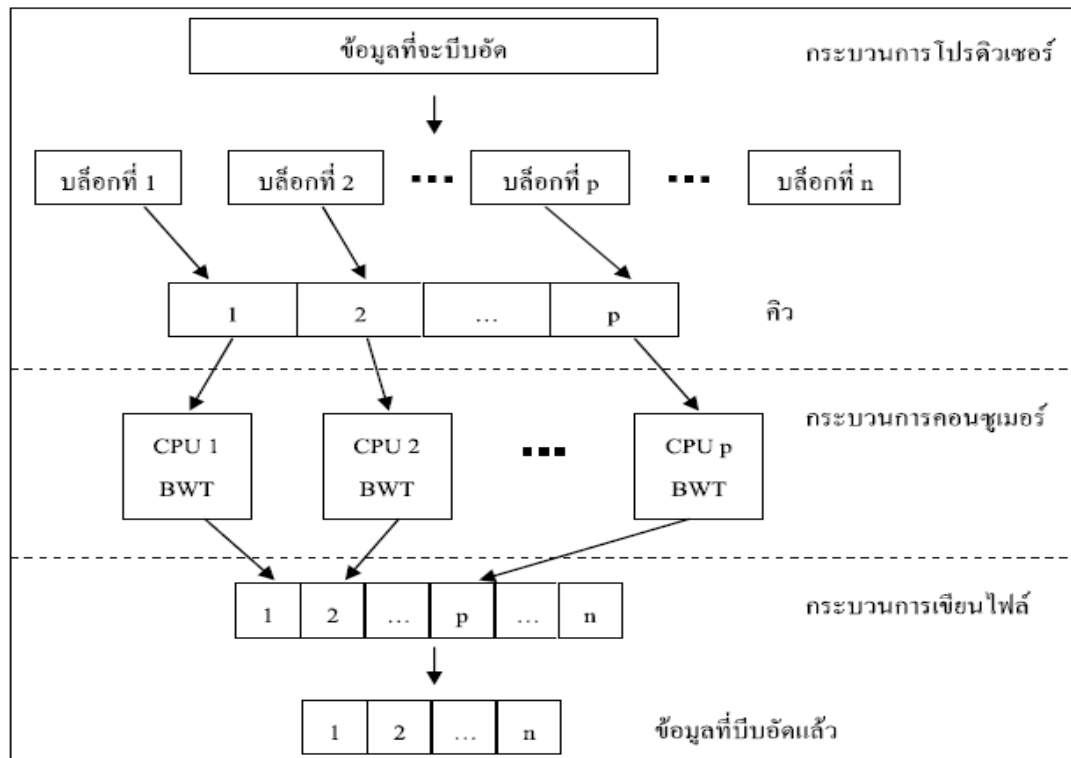 ข้อมูลที่จะบีบอัด
กระบวนการโปรดิวเซอร์
บล็อกที่ 1
บล็อกที่ 2
...
บล็อกที่ p
...
บล็อกที่ n
1
2
...
p
คิว
กระบวนการคอนซูเมอร์
CPU 1
BWT
CPU 2
BWT
...
CPU p
BWT
กระบวนการเขียนไฟล์
1
2
...
p
...
n
1
2
...
n
ข้อมูลที่บีบอัดแล้ว